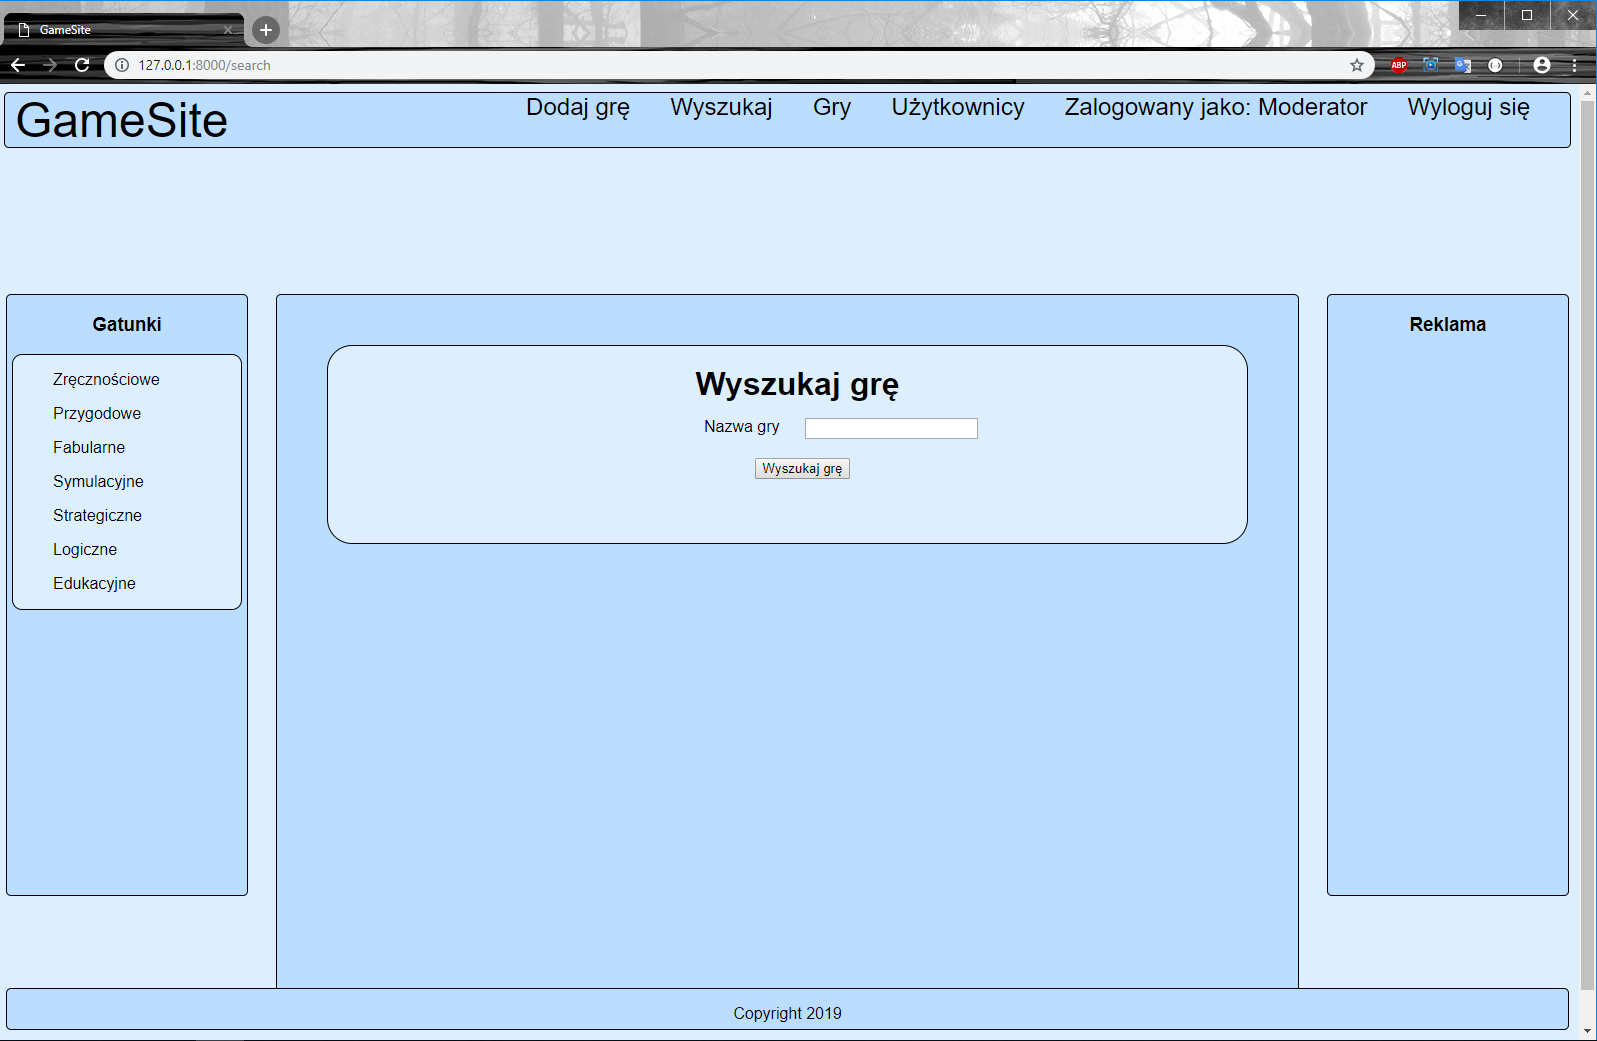 GameSite
127.0.0.1:8000/search
ABP
GameSite
Dodaj grę Wyszukaj Gry Użytkownicy Zalogowany jako: Moderator Wyloguj się
Gatunki
Zręcznościowe
Przygodowe
Fabularne
Symulacyjne
Strategiczne
Logiczne
Edukacyjne
Wyszukaj grę
Nazwa gry
Wyszukaj grę
Reklama
Copyright 2019